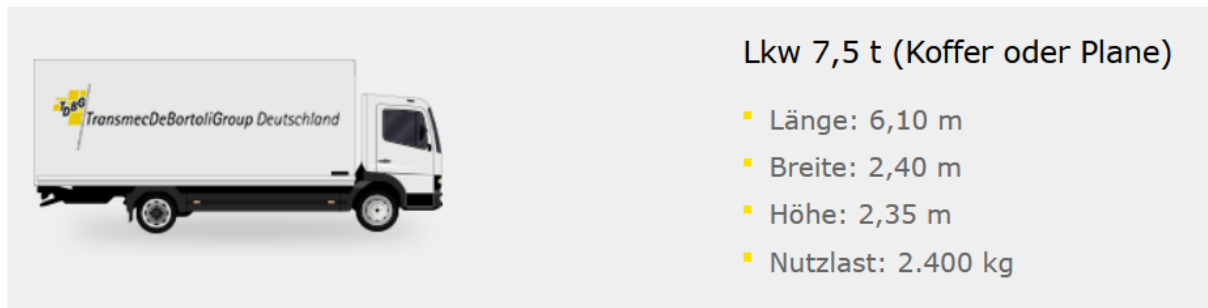 Lkw 7,5 t (Koffer oder Plane)
TD&G
TransmecDeBortoliGroup Deutschland
Länge: 6,10 m
Breite: 2,40 m
Höhe: 2,35 m
Nutzlast: 2.400 kg